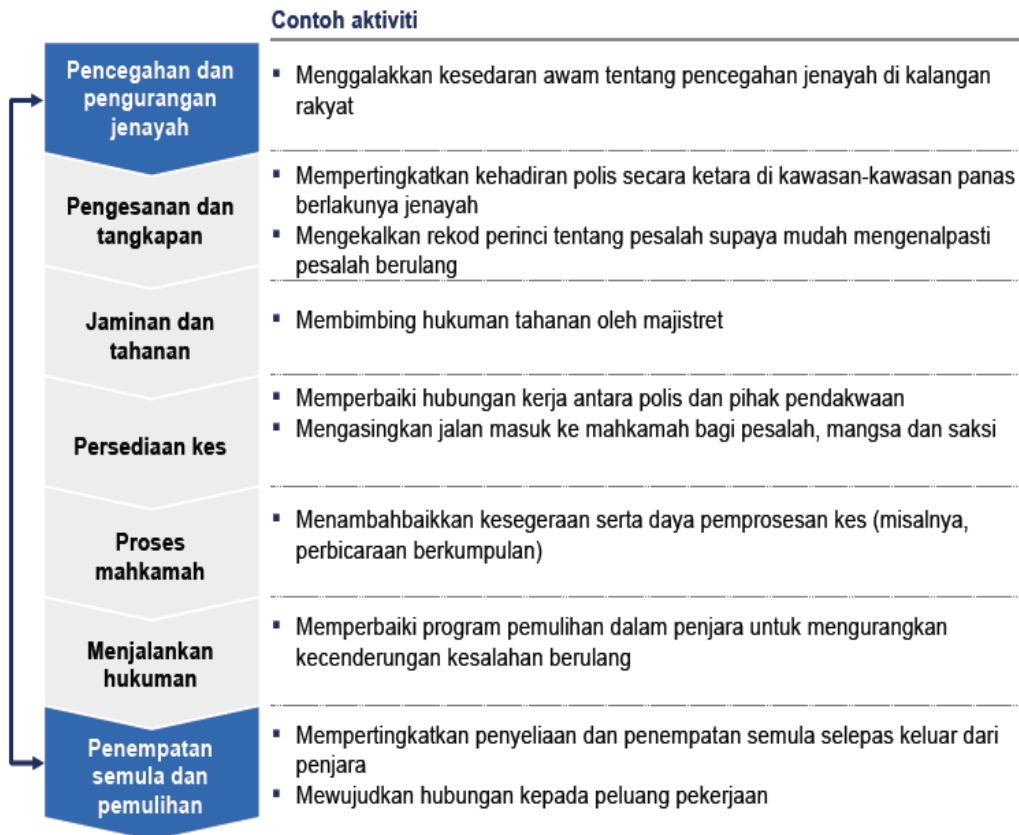 Contoh aktiviti
Pencegahan dan
pengurangan
jenayah
▪ Menggalakkan kesedaran awam tentang pencegahan jenayah di kalangan
rakyat
Pengesanan dan
tangkapan
▪ Mempertingkatkan kehadiran polis secara ketara di kawasan-kawasan panas
berlakunya jenayah
▪ Mengekalkan rekod perinci tentang pesalah supaya mudah mengenalpasti
pesalah berulang
Jaminan dan
tahanan
▪ Membimbing hukuman tahanan oleh majistret
Persediaan kes
▪ Memperbaiki hubungan kerja antara polis dan pihak pendakwaan
▪ Mengasingkan jalan masuk ke mahkamah bagi pesalah, mangsa dan saksi
Proses
mahkamah
▪ Menambahbaikkan kesegeraan serta daya pemprosesan kes (misalnya,
perbicaraan berkumpulan)
Menjalankan
hukuman
▪ Memperbaiki program pemulihan dalam penjara untuk mengurangkan
kecenderungan kesalahan berulang
Penempatan
semula dan
pemulihan
▪ Mempertingkatkan penyeliaan dan penempatan semula selepas keluar dari
penjara
▪ Mewujudkan hubungan kepada peluang pekerjaan